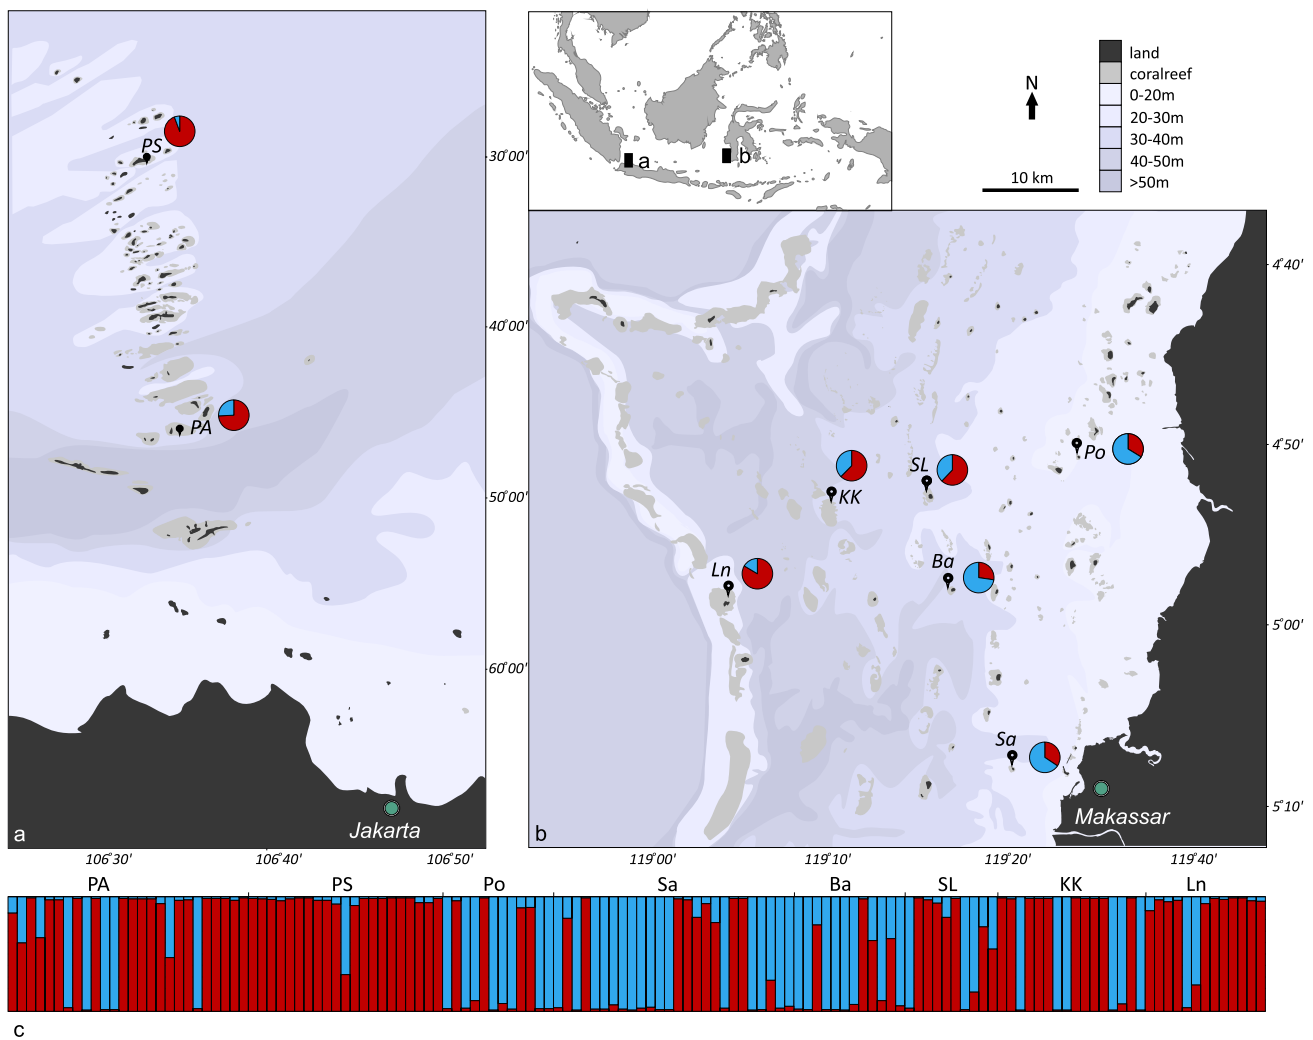 land
coralreef
0-20m
20-30m
30-40m
40-50m
>50m
N
10 km
a
b
PS
PA
30°00'
40°00'
50°00'
60°00'
Jakarta
a
106°30'
106°40'
106°50'
KK
SL
Po
Ln
Ba
Sa
Makassar
b
4°40'
4°50'
5°00'
5°10'
119°00'
119°10'
119°20'
119°40'
PA PS Po Sa Ba SL KK Ln
c